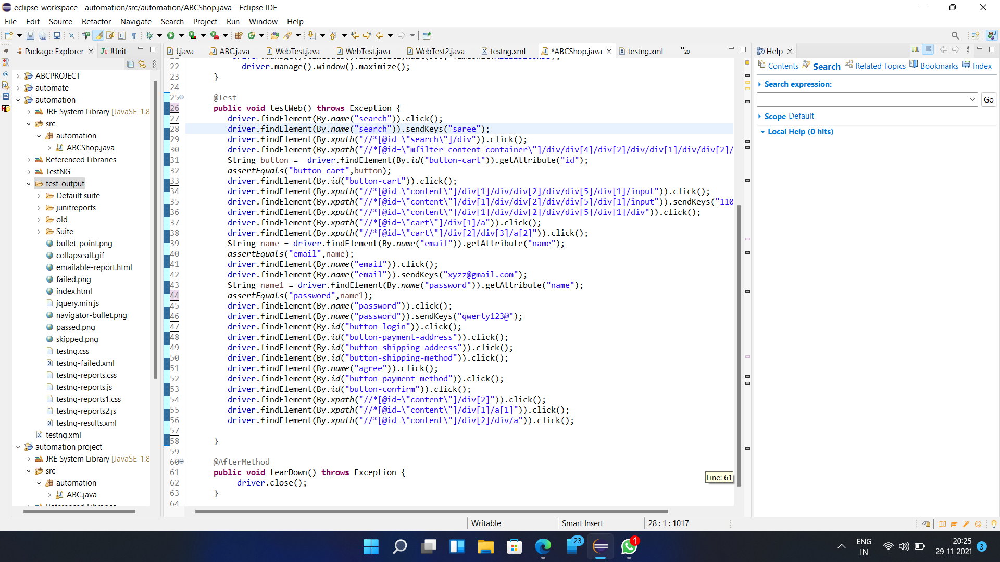 eclipse-workspace - automation/src/automation/ABCShop.java - Eclipse IDE
File Edit Source Refactor Navigate Search Project Run Window Help
Package Explorer
JUnit
ABCPROJECT
automate
automation
JRE System Library [JavaSE-1.8
src
automation
ABCShop.java
Referenced Libraries
TestNG
test-output
Default suite
junitreports
old
Suite
bullet_point.png
collapseall.gif
emailable-report.html
failed.png
index.html
jquery.min.js
navigator-bullet.png
passed.png
skipped.png
testng.css
testng-failed.xml
testng-reports.css
testng-reports.js
testng-reports1.css
testng-reports2.js
testng-results.xml
testng.xml
automation project
JRE System Library [JavaSE-1.8
src
automation
ABC.java
J.java ABC.java WebTest.java WebTest.java WebTest2.java testng.xml *ABCShop.java testng.xml »20
22 driver.manage().window().maximize();
23 }
24
25 @Test
26 public void testWeb() throws Exception {
27 driver.findElement(By.name("search")).click();
28 driver.findElement(By.name("search")).sendKeys("saree");
29 driver.findElement(By.xpath("//*[@id=\"search\"]/div")).click();
30 driver.findElement(By.xpath("//*[@id=\"mfilter-content-container\"]/div/div[4]/div[2]/div/div[1]/div/div[2]/
31 String button =  driver.findElement(By.id("button-cart")).getAttribute("id");
32 assertEquals("button-cart",button);
33 driver.findElement(By.id("button-cart")).click();
34 driver.findElement(By.xpath("//*[@id=\"content\"]/div[1]/div/div[2]/div/div[5]/div[1]/input")).click();
35 driver.findElement(By.xpath("//*[@id=\"content\"]/div[1]/div/div[2]/div/div[5]/div[1]/input")).sendKeys("110
36 driver.findElement(By.xpath("//*[@id=\"content\"]/div[1]/div/div[2]/div/div[5]/div[1]/div")).click();
37 driver.findElement(By.xpath("//*[@id=\"cart\"]/div[1]/a")).click();
38 driver.findElement(By.xpath("//*[@id=\"cart\"]/div[2]/div[3]/a[2]")).click();
39 String name = driver.findElement(By.name("email")).getAttribute("name");
40 assertEquals("email",name);
41 driver.findElement(By.name("email")).click();
42 driver.findElement(By.name("email")).sendKeys("xyzz@gmail.com");
43 String name1 = driver.findElement(By.name("password")).getAttribute("name");
44 assertEquals("password",name1);
45 driver.findElement(By.name("password")).click();
46 driver.findElement(By.name("password")).sendKeys("qwerty123@");
47 driver.findElement(By.id("button-login")).click();
48 driver.findElement(By.id("button-payment-address")).click();
49 driver.findElement(By.id("button-shipping-address")).click();
50 driver.findElement(By.id("button-shipping-method")).click();
51 driver.findElement(By.name("agree")).click();
52 driver.findElement(By.id("button-payment-method")).click();
53 driver.findElement(By.id("button-confirm")).click();
54 driver.findElement(By.xpath("//*[@id=\"content\"]/div[2]")).click();
55 driver.findElement(By.xpath("//*[@id=\"content\"]/div[1]/a[1]")).click();
56 driver.findElement(By.xpath("//*[@id=\"content\"]/div[2]/div/a")).click();
57
58 }
59
60 @AfterMethod
61 public void tearDown() throws Exception {
62 driver.close();
63 }
64
Line: 61
Help
Contents Search Related Topics Bookmarks Index
Search expression:
Go
Scope Default
Local Help (0 hits)
Writable Smart Insert 28 : 1 : 1017
23
1
ENG
IN
20:25
29-11-2021
3